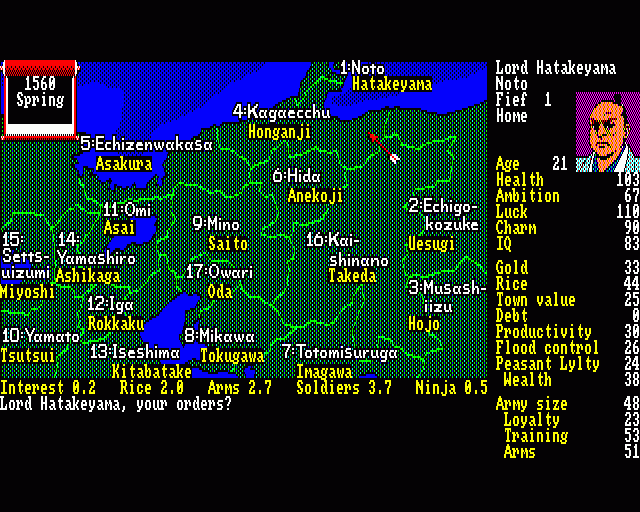 1560
Spring
1:Noto
Hatakeyama
4:Kagaecchu
Honganji
5:Echizenwakasa
Asakura
6:Hida
Anekoji
11:Omi
Asai
9:Mino
Saito
2:Echigo-
kozuke
Uesugi
15:
Setts-
uizumi
Miyoshi
14:
Yamashiro
Ashikaga
16:Kai-
shinano
Takeda
17:Owari
Oda
3:Musash-
iizu
Hojo
12:Iga
Rokkaku
10:Yamato
Tsutsui
8:Mikawa
Tokugawa
13:Iseshima
Kitabatake
7:Totomisuruga
Imagawa
Interest 0.2 Rice 2.0 Arms 2.7 Soldiers 3.7 Ninja 0.5
Lord Hatakeyama, your orders?
Lord Hatakeyama
Noto
Fief 1
Home
Age 21
Health 103
Ambition 67
Luck 110
Charm 90
IQ 83
Gold 33
Rice 44
Town value 25
Debt 0
Productivity 30
Flood control 26
Peasant Lylty 24
Wealth 38
Army size 48
Loyalty 23
Training 53
Arms 51